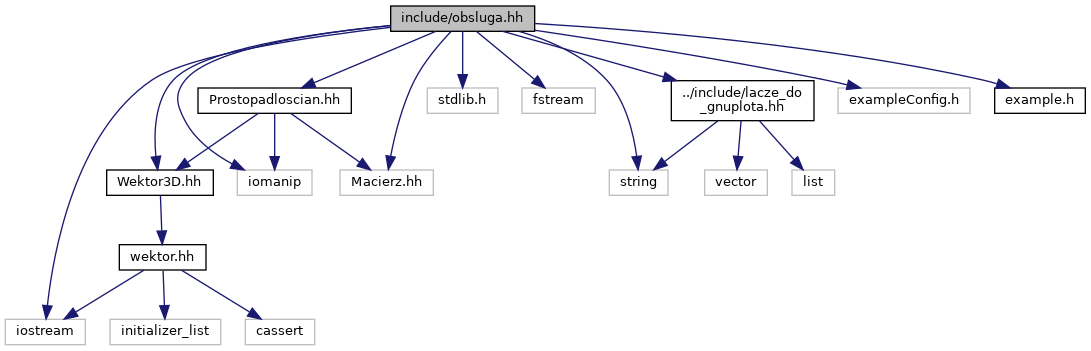 include/obsluga.hh
Prostopadloscian.hh
stdlib.h
fstream
../include/lacze_do
_gnuplota.hh
exampleConfig.h
example.h
Wektor3D.hh
iomanip
Macierz.hh
string
vector
list
wektor.hh
iostream
initializer_list
cassert